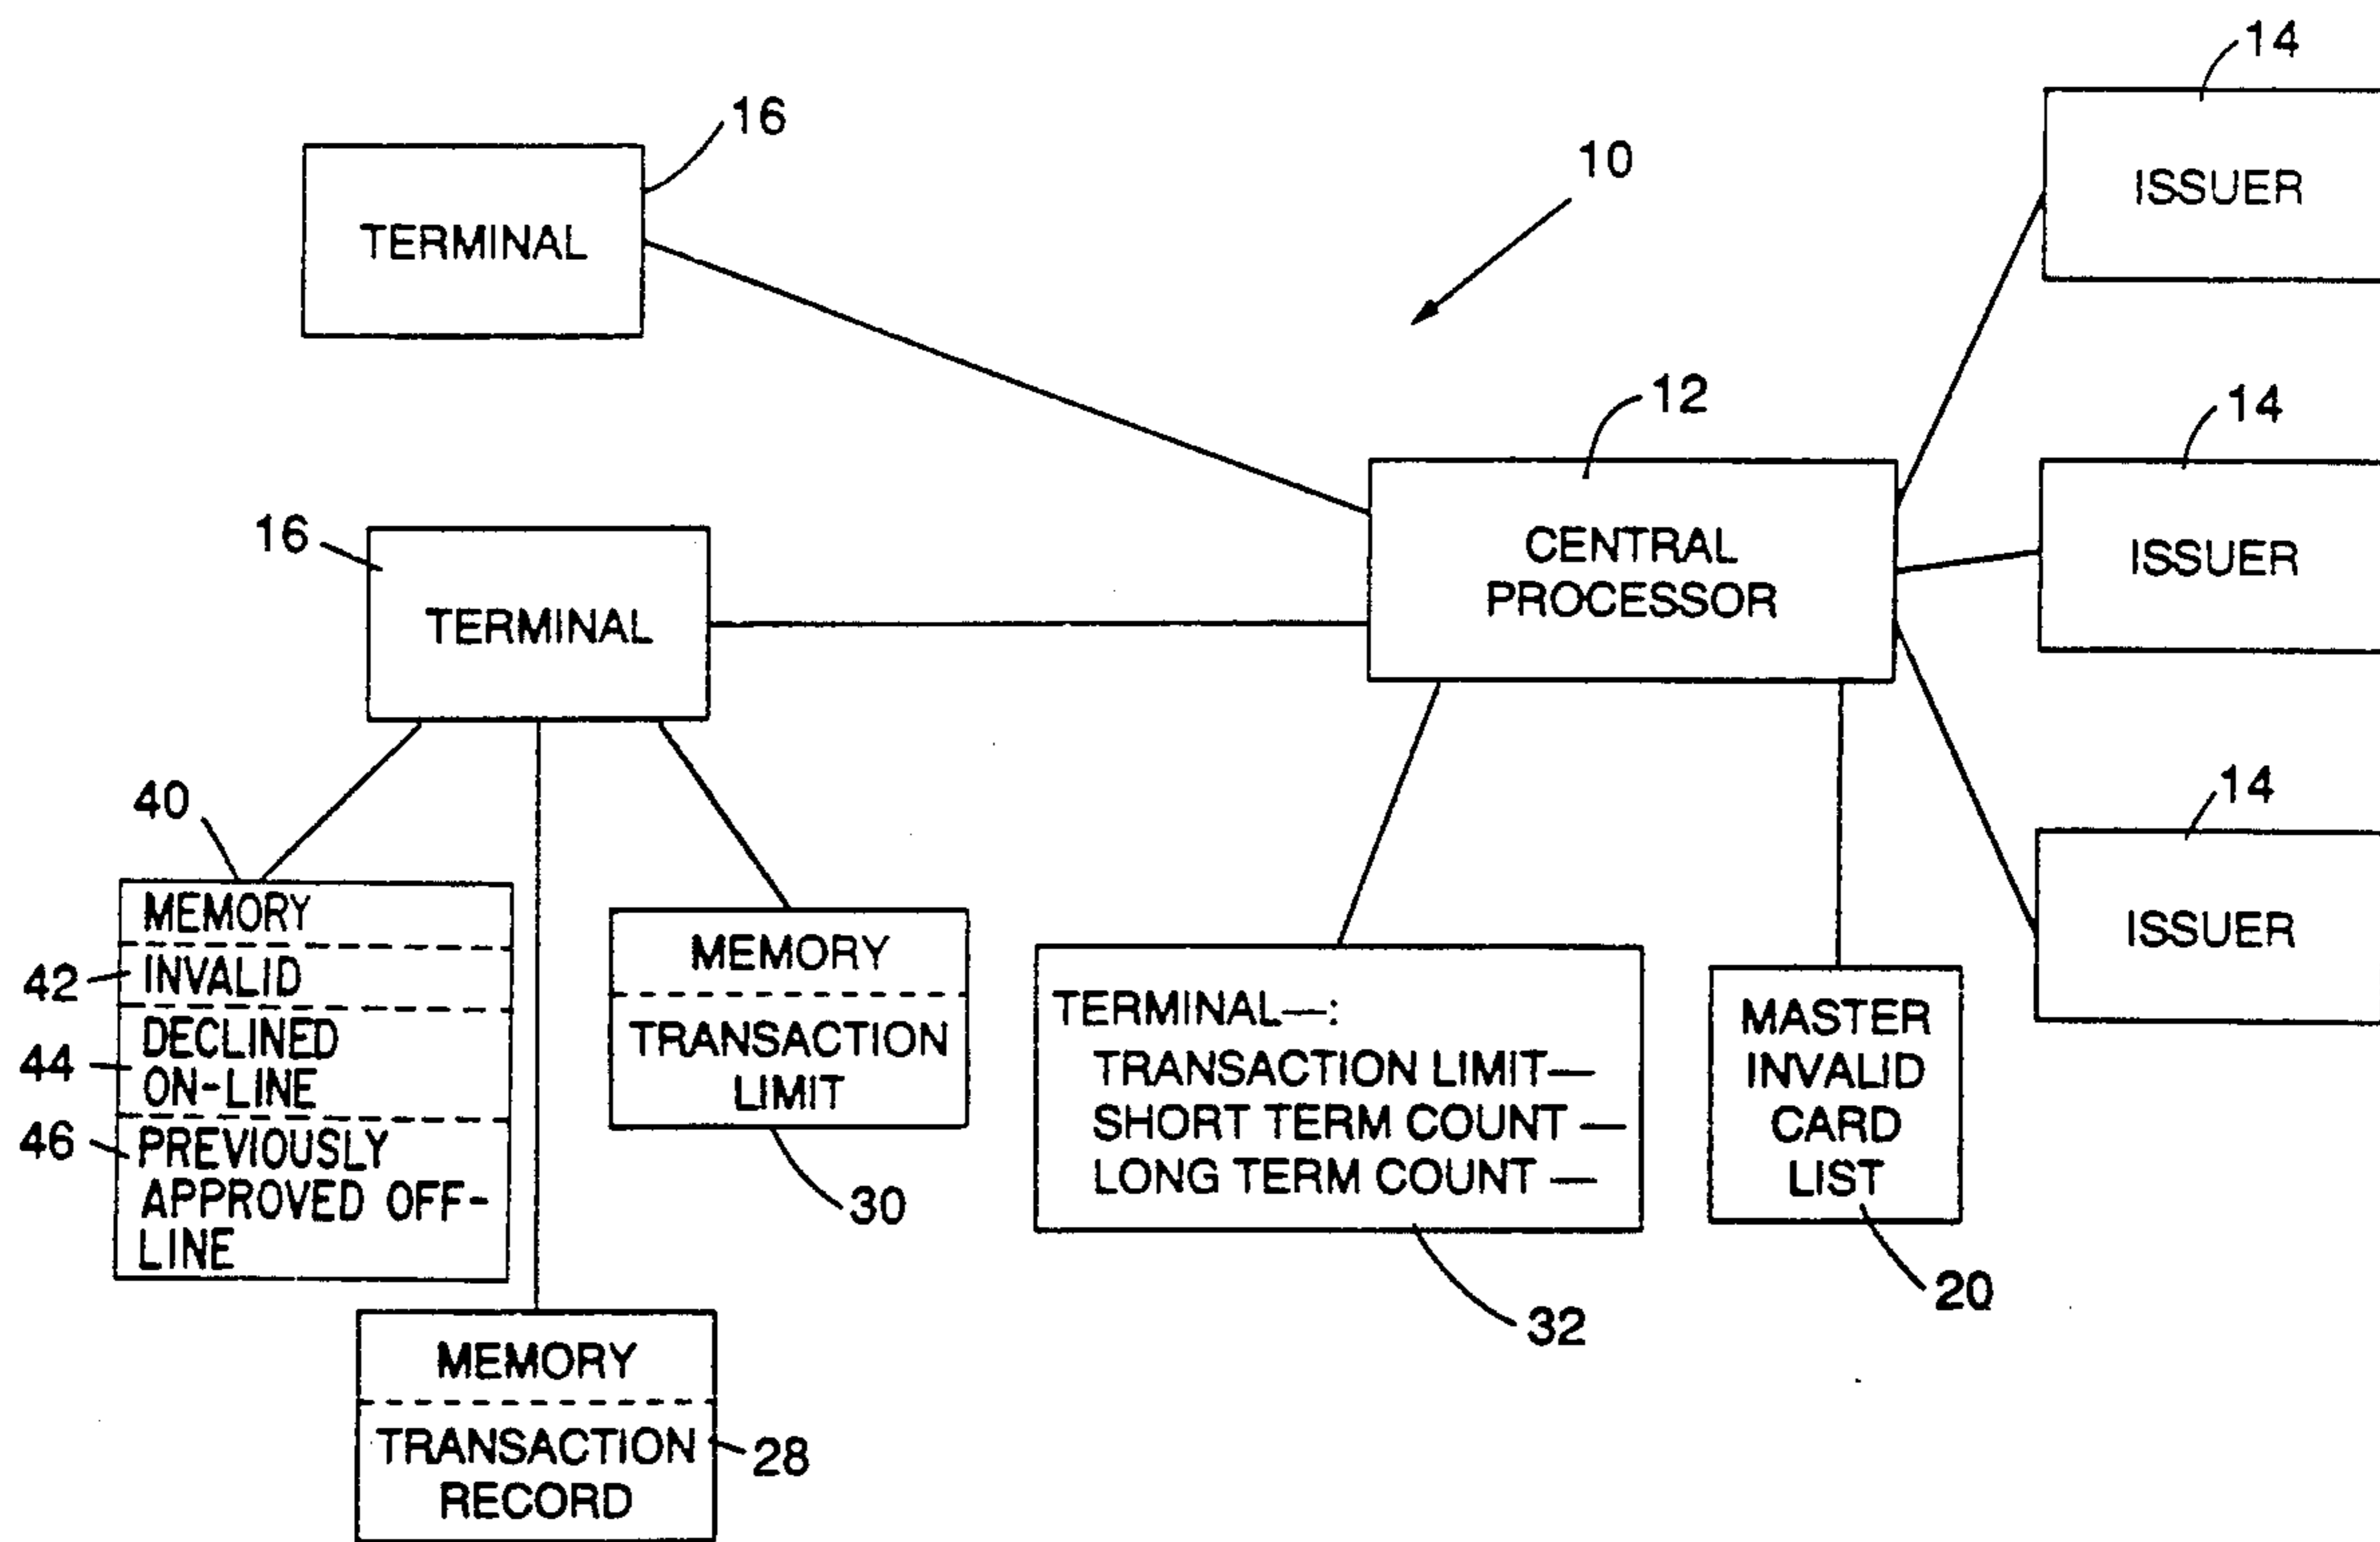 14
16
TERMINAL
10
ISSUER
12
14
CENTRAL
PROCESSOR
ISSUER
16
TERMINAL
14
ISSUER
40
MEMORY
42
INVALID
44
DECLINED
ON-LINE
46
PREVIOUSLY
APPROVED OFF-
LINE
MEMORY
TRANSACTION
LIMIT
30
TERMINAL—:
TRANSACTION LIMIT—
SHORT TERM COUNT —
LONG TERM COUNT —
32
MASTER
INVALID
CARD
LIST
20
MEMORY
TRANSACTION
RECORD
28